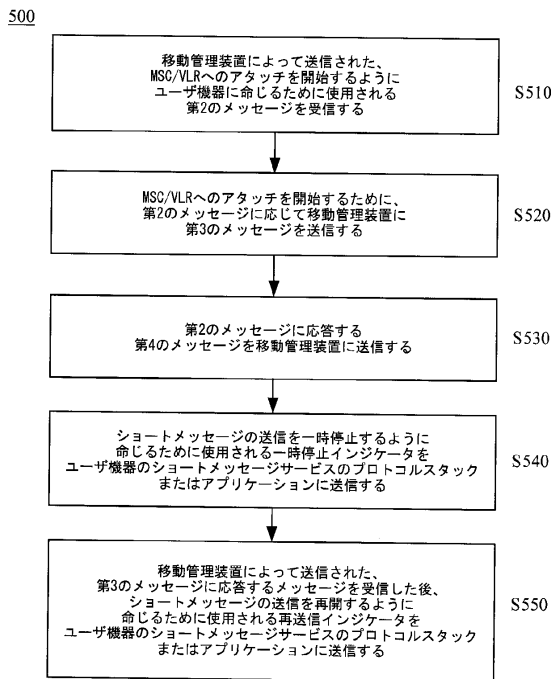 500
移動管理装置によって送信された、
MSC/VLRへのアタッチを開始するように
ユーザ機器に命じるために使用される
第2のメッセージを受信する
S510
MSC/VLRへのアタッチを開始するために、
第2のメッセージに応じて移動管理装置に
第3のメッセージを送信する
S520
第2のメッセージに応答する
第4のメッセージを移動管理装置に送信する
S530
ショートメッセージの送信を一時停止するように
命じるために使用される一時停止インジケータを
ユーザ機器のショートメッセージサービスのプロトコルスタック
またはアプリケーションに送信する
S540
移動管理装置によって送信された、
第3のメッセージに応答するメッセージを受信した後、
ショートメッセージの送信を再開するように
命じるために使用される再送信インジケータを
ユーザ機器のショートメッセージサービスのプロトコルスタック
またはアプリケーションに送信する
S550